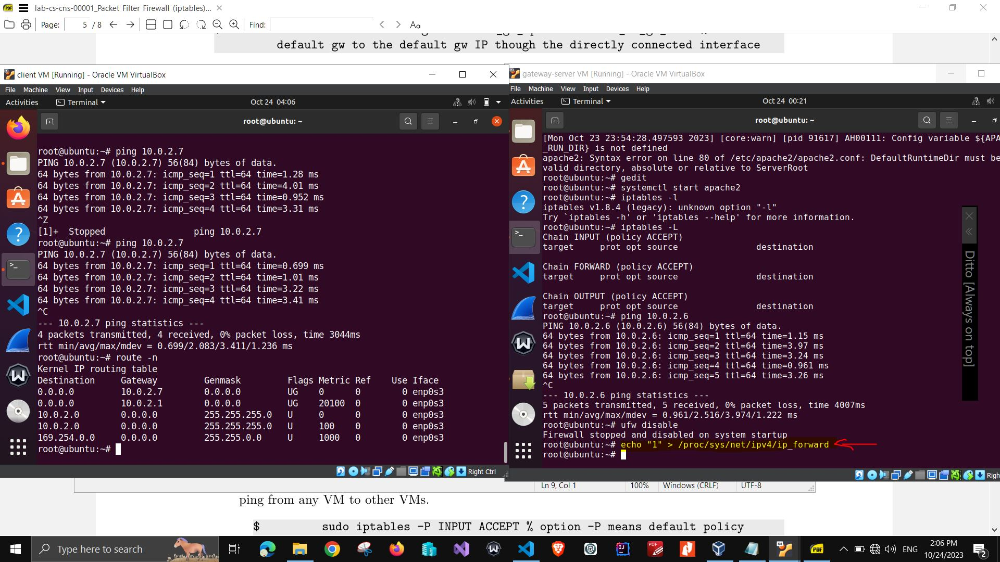 lab-cs-cns-00001_Packet Filter Firewall (iptables)...
Page: 5 / 8 Find: Aa
default gw to the default gw IP though the directly connected interface
client VM [Running] - Oracle VM VirtualBox
File Machine View Input Devices Help
Activities Terminal Oct 24 04:06
root@ubuntu: ~
root@ubuntu:~# ping 10.0.2.7
PING 10.0.2.7 (10.0.2.7) 56(84) bytes of data.
64 bytes from 10.0.2.7: icmp_seq=1 ttl=64 time=1.28 ms
64 bytes from 10.0.2.7: icmp_seq=2 ttl=64 time=4.01 ms
64 bytes from 10.0.2.7: icmp_seq=3 ttl=64 time=0.952 ms
64 bytes from 10.0.2.7: icmp_seq=4 ttl=64 time=3.31 ms
^Z
[1]+  Stopped                 ping 10.0.2.7
root@ubuntu:~# ping 10.0.2.7
PING 10.0.2.7 (10.0.2.7) 56(84) bytes of data.
64 bytes from 10.0.2.7: icmp_seq=1 ttl=64 time=0.699 ms
64 bytes from 10.0.2.7: icmp_seq=2 ttl=64 time=1.01 ms
64 bytes from 10.0.2.7: icmp_seq=3 ttl=64 time=3.22 ms
64 bytes from 10.0.2.7: icmp_seq=4 ttl=64 time=3.41 ms
^C
--- 10.0.2.7 ping statistics ---
4 packets transmitted, 4 received, 0% packet loss, time 3044ms
rtt min/avg/max/mdev = 0.699/2.083/3.411/1.236 ms
root@ubuntu:~# route -n
Kernel IP routing table
Destination     Gateway         Genmask         Flags Metric Ref    Use Iface
0.0.0.0         10.0.2.7        0.0.0.0         UG    0      0        0 enp0s3
0.0.0.0         10.0.2.1        0.0.0.0         UG    20100  0        0 enp0s3
10.0.2.0        0.0.0.0         255.255.255.0   U     0      0        0 enp0s3
10.0.2.0        0.0.0.0         255.255.255.0   U     100    0        0 enp0s3
169.254.0.0     0.0.0.0         255.255.0.0     U     1000   0        0 enp0s3
root@ubuntu:~#
Right Ctrl
gateway-server VM [Running] - Oracle VM VirtualBox
File Machine View Input Devices Help
Activities Terminal Oct 24 00:21
root@ubuntu: ~
[Mon Oct 23 23:54:28.497593 2023] [core:warn] [pid 91617] AH00111: Config variable ${APA
_RUN_DIR} is not defined
apache2: Syntax error on line 80 of /etc/apache2/apache2.conf: DefaultRuntimeDir must be
valid directory, absolute or relative to ServerRoot
root@ubuntu:~# gedit
root@ubuntu:~# systemctl start apache2
root@ubuntu:~# iptables -l
iptables v1.8.4 (legacy): unknown option "-l"
Try `iptables -h' or 'iptables --help' for more information.
root@ubuntu:~# iptables -L
Chain INPUT (policy ACCEPT)
target     prot opt source               destination
Chain FORWARD (policy ACCEPT)
target     prot opt source               destination
Chain OUTPUT (policy ACCEPT)
target     prot opt source               destination
root@ubuntu:~# ping 10.0.2.6
PING 10.0.2.6 (10.0.2.6) 56(84) bytes of data.
64 bytes from 10.0.2.6: icmp_seq=1 ttl=64 time=1.15 ms
64 bytes from 10.0.2.6: icmp_seq=2 ttl=64 time=3.97 ms
64 bytes from 10.0.2.6: icmp_seq=3 ttl=64 time=3.24 ms
64 bytes from 10.0.2.6: icmp_seq=4 ttl=64 time=0.961 ms
64 bytes from 10.0.2.6: icmp_seq=5 ttl=64 time=3.26 ms
^C
--- 10.0.2.6 ping statistics ---
5 packets transmitted, 5 received, 0% packet loss, time 4007ms
rtt min/avg/max/mdev = 0.961/2.516/3.974/1.222 ms
root@ubuntu:~# ufw disable
Firewall stopped and disabled on system startup
root@ubuntu:~# echo "1" > /proc/sys/net/ipv4/ip_forward
root@ubuntu:~#
Righ
Ditto [Always on top]
Ln 9, Col 1 100% Windows (CRLF) UTF-8
ping from any VM to other VMs.
$ sudo iptables -P INPUT ACCEPT % option -P means default policy
Type here to search
ENG
2:06 PM
10/24/2023
2